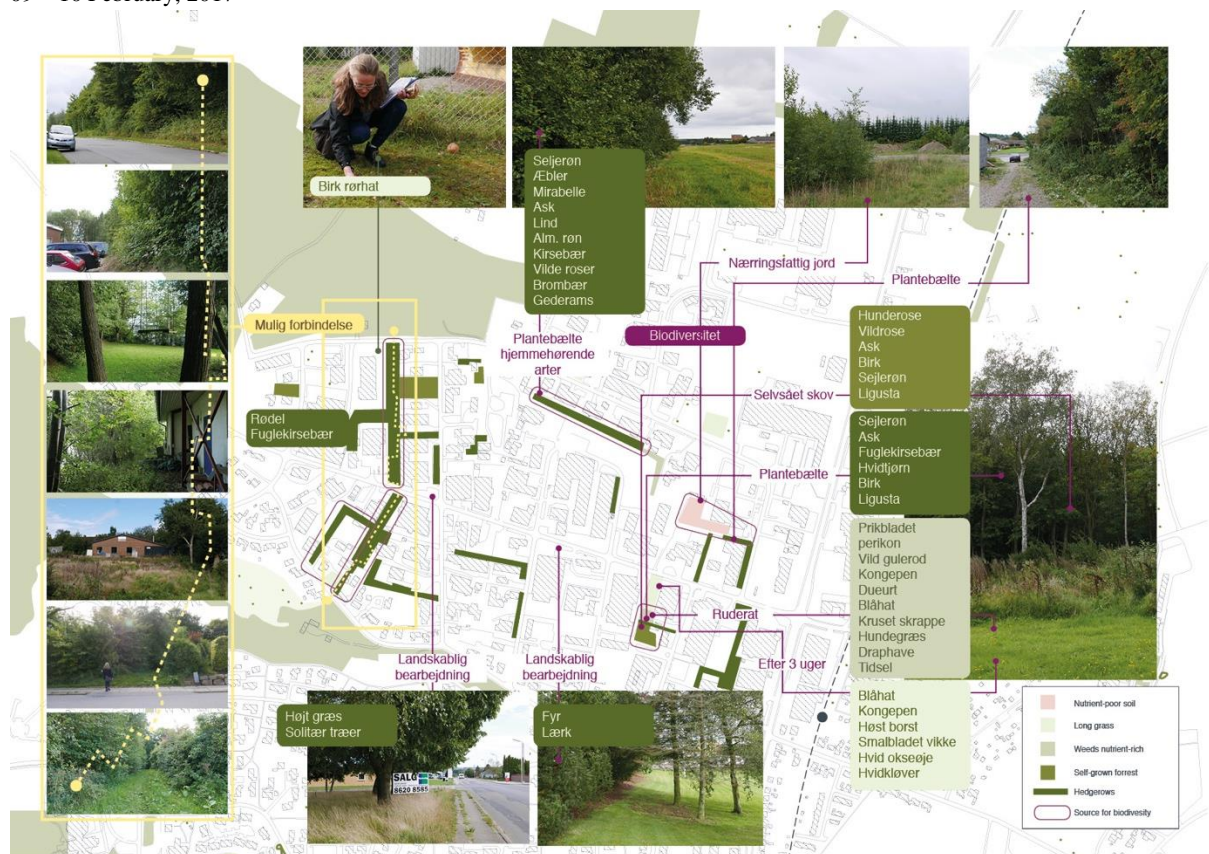 Birk rørhat
Seljerøn
Æbler
Mirabelle
Ask
Lind
Alm. røn
Kirsebær
Vilde roser
Brombær
Gederams
Nærringsfattig jord
Plantebælte
Mulig forbindelse
Plantebælte
hjemmehørende
arter
Biodiversitet
Hunderose
Vildrose
Ask
Birk
Sejlerøn
Ligusta
Selvsået skov
Rødel
Fuglekirsebær
Sejlerøn
Ask
Fuglekirsebær
Hvidtjørn
Birk
Ligusta
Plantebælte
Prikbladet
perikon
Vild gulerod
Kongepen
Dueurt
Blåhat
Kruset skrappe
Hundegræs
Draphave
Tidsel
Ruderat
Efter 3 uger
Landskablig
bearbejdning
Landskablig
bearbejdning
Blåhat
Kongepen
Høst borst
Smalbladet vikke
Hvid okseøje
Hvidkløver
Højt græs
Solitær træer
Fyr
Lærk
SALG
8620 8585
Nutrient-poor soil
Long grass
Weeds nutrient-rich
Self-grown forrest
Hedgerows
Source for biodivesity